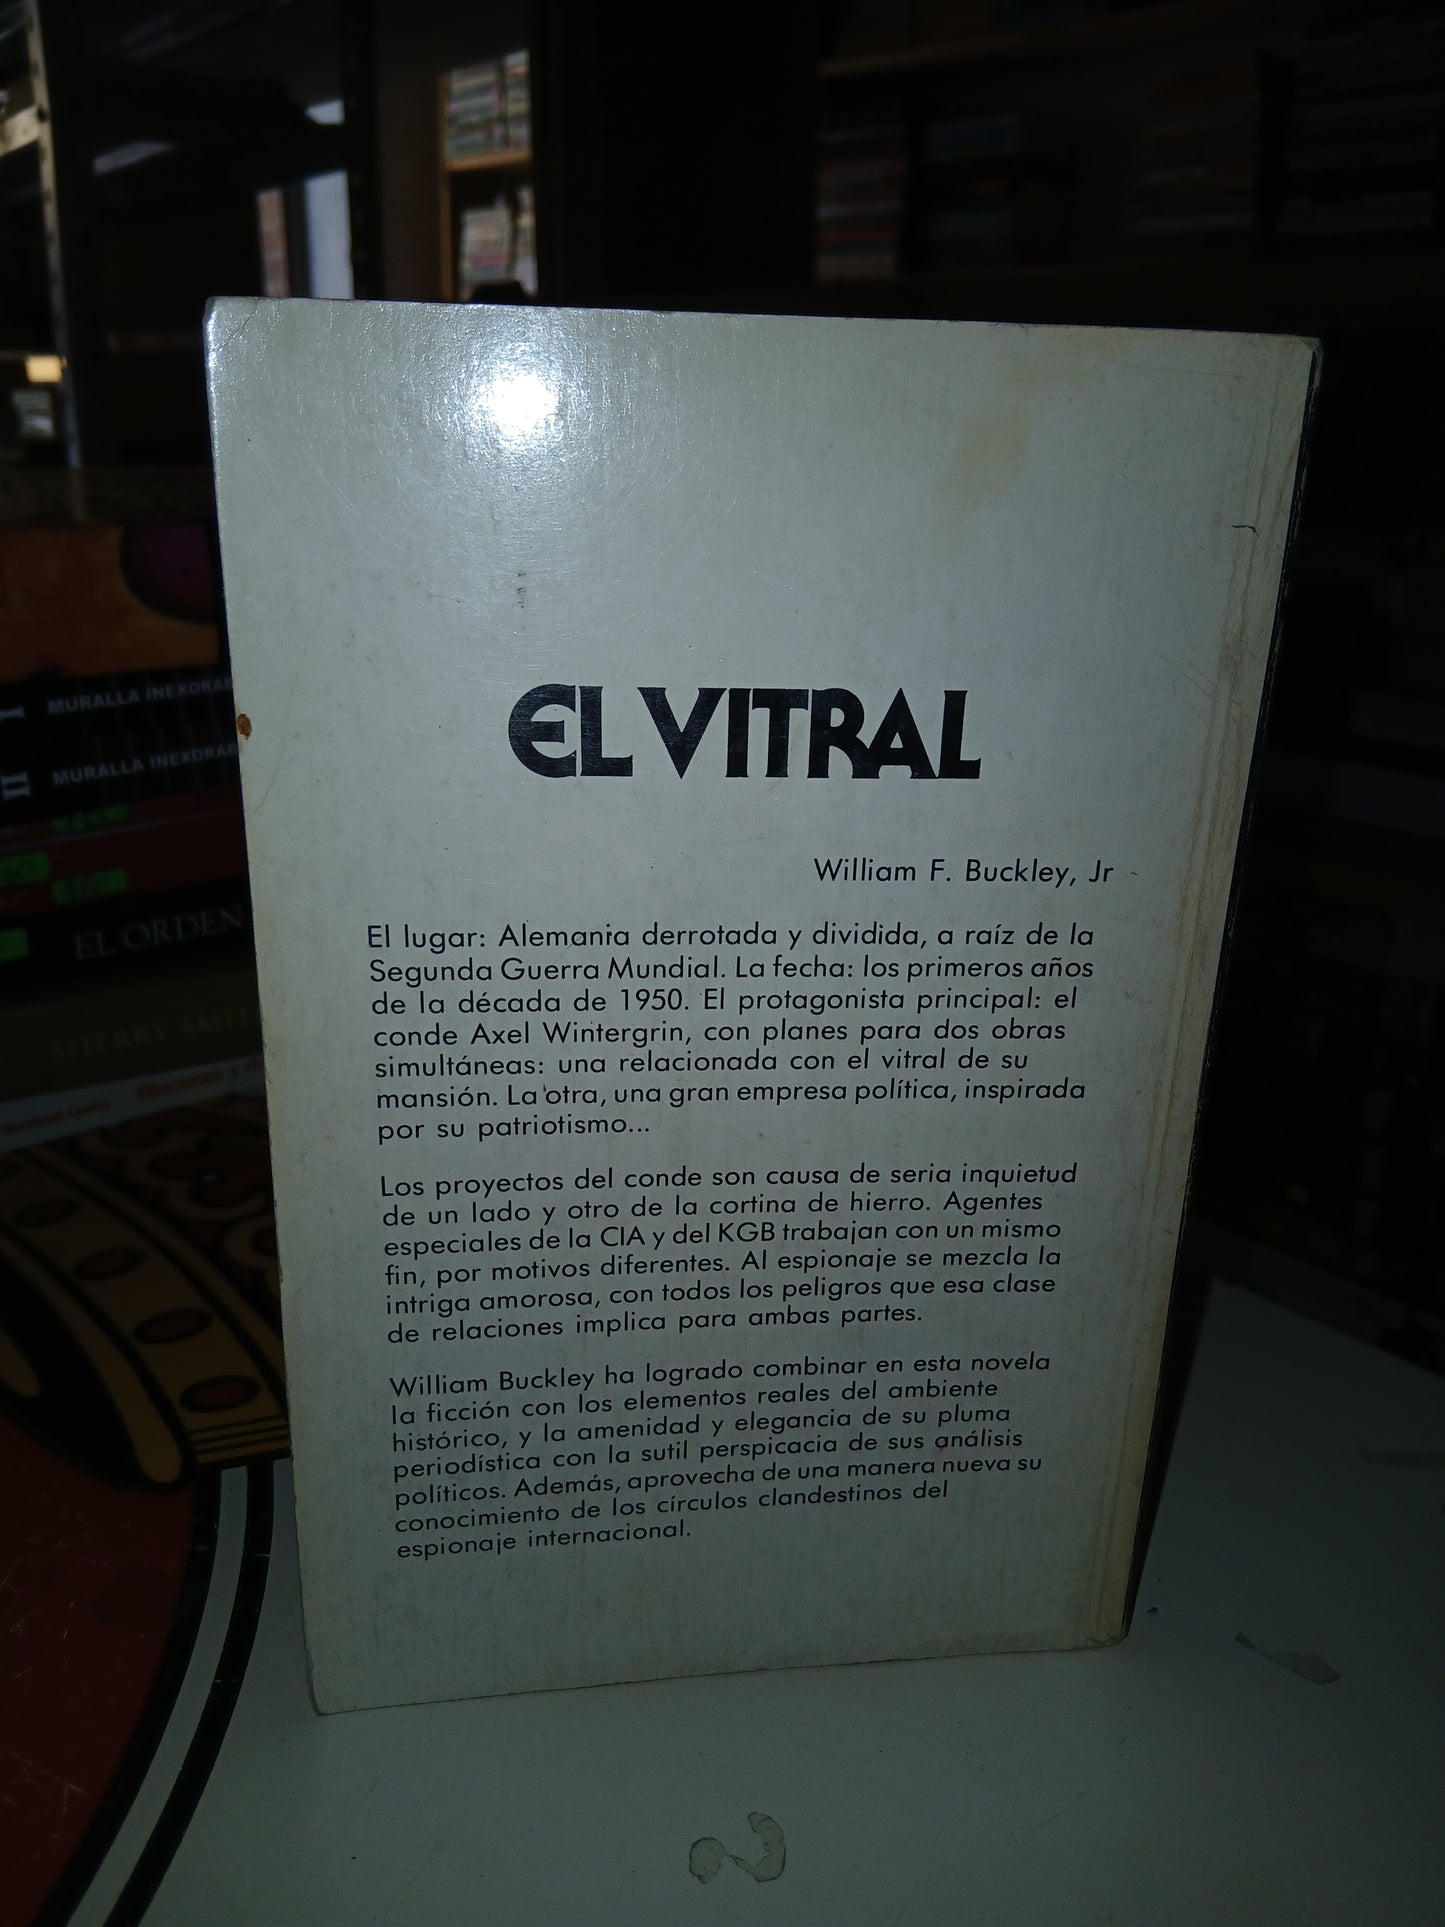 EL VITRAL
William F. Buckley, Jr
El lugar: Alemania derrotada y dividida, a raíz de la
Segunda Guerra Mundial. La fecha: los primeros años
de la década de 1950. El protagonista principal: el
conde Axel Wintergrin, con planes para dos obras
simultáneas: una relacionada con el vitral de su
mansión. La otra, una gran empresa política, inspirada
por su patriotismo...
Los proyectos del conde son causa de seria inquietud
de un lado y otro de la cortina de hierro. Agentes
especiales de la CIA y del KGB trabajan con un mismo
fin, por motivos diferentes. Al espionaje se mezcla la
intriga amorosa, con todos los peligros que esa clase
de relaciones implica para ambas partes.
William Buckley ha logrado combinar en esta novela
la ficción con los elementos reales del ambiente
histórico, y la amenidad y elegancia de su pluma
periodística con la sutil perspicacia de sus análisis
políticos. Además, aprovecha de una manera nueva su
conocimiento de los círculos clandestinos del
espionaje internacional.
I MURALLA INEXORAB
II MURALLA INEXORAB
EL ORDEN
SHERRY SMIT